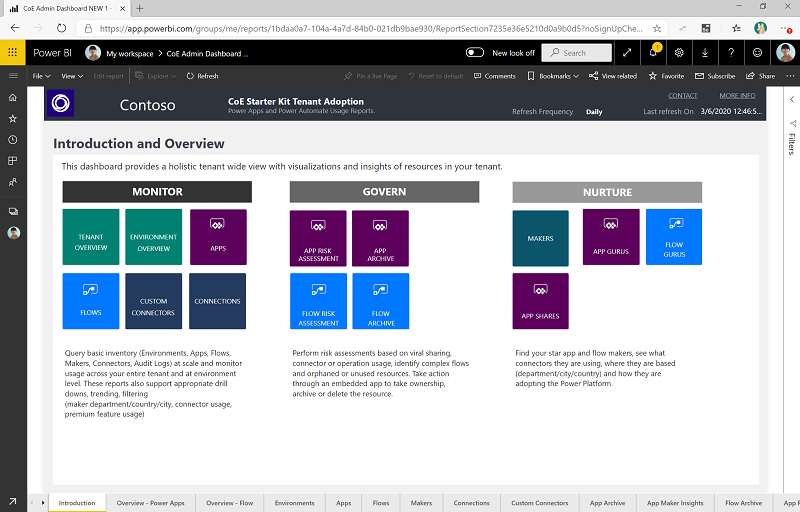 CoE Admin Dashboard NEW 1 -
https://app.powerbi.com/groups/me/reports/1bdaa0a7-104a-4a7d-84b0-021db9bae930/ReportSection7235e36e5210d0a9b0d5?noSignUpChe...
Power BI My workspace > CoE Admin Dashboard ... New look off Search 1
File View Edit report Explore Refresh Pin a Live Page Reset to default Comments Bookmarks View related Favorite Subscribe Share ...
Contoso
CoE Starter Kit Tenant Adoption
Power Apps and Power Automate Usage Reports.
CONTACT MORE INFO
Refresh Frequency Daily Last refresh On 3/6/2020 12:46:5...
Filters
Introduction and Overview
This dashboard provides a holistic tenant wide view with visualizations and insights of resources in your tenant.
MONITOR
TENANT
OVERVIEW
ENVIRONMENT
OVERVIEW
APPS
FLOWS
CUSTOM
CONNECTORS
CONNECTIONS
Query basic inventory (Environments, Apps, Flows,
Makers, Connectors, Audit Logs) at scale and monitor
usage across your entire tenant and at environment
level. These reports also support appropriate drill
downs, trending, filtering
(maker department/country/city, connector usage,
premium feature usage)
GOVERN
APP RISK
ASSESSMENT
APP
ARCHIVE
FLOW RISK
ASSESSMENT
FLOW
ARCHIVE
Perform risk assessments based on viral sharing,
connector or operation usage, identify complex flows
and orphaned or unused resources. Take action
through an embedded app to take ownership,
archive or delete the resource.
NURTURE
MAKERS
APP GURUS
FLOW
GURUS
APP SHARES
Find your star app and flow makers, see what
connectors they are using, where they are based
(department/city/country) and how they are
adopting the Power Platform.
Introduction Overview - Power Apps Overview - Flow Environments Apps Flows Makers Connections Custom Connectors App Archive App Maker Insights Flow Archive App R